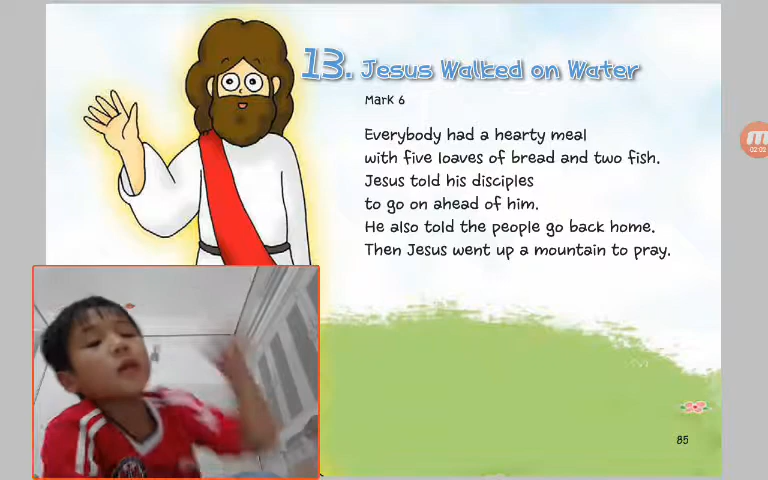 13. Jesus Walked on Water
Mark 6
Everybody had a hearty meal
with five loaves of bread and two fish.
Jesus told his disciples
to go on ahead of him.
He also told the people go back home.
Then Jesus went up a mountain to pray.
85
02:02